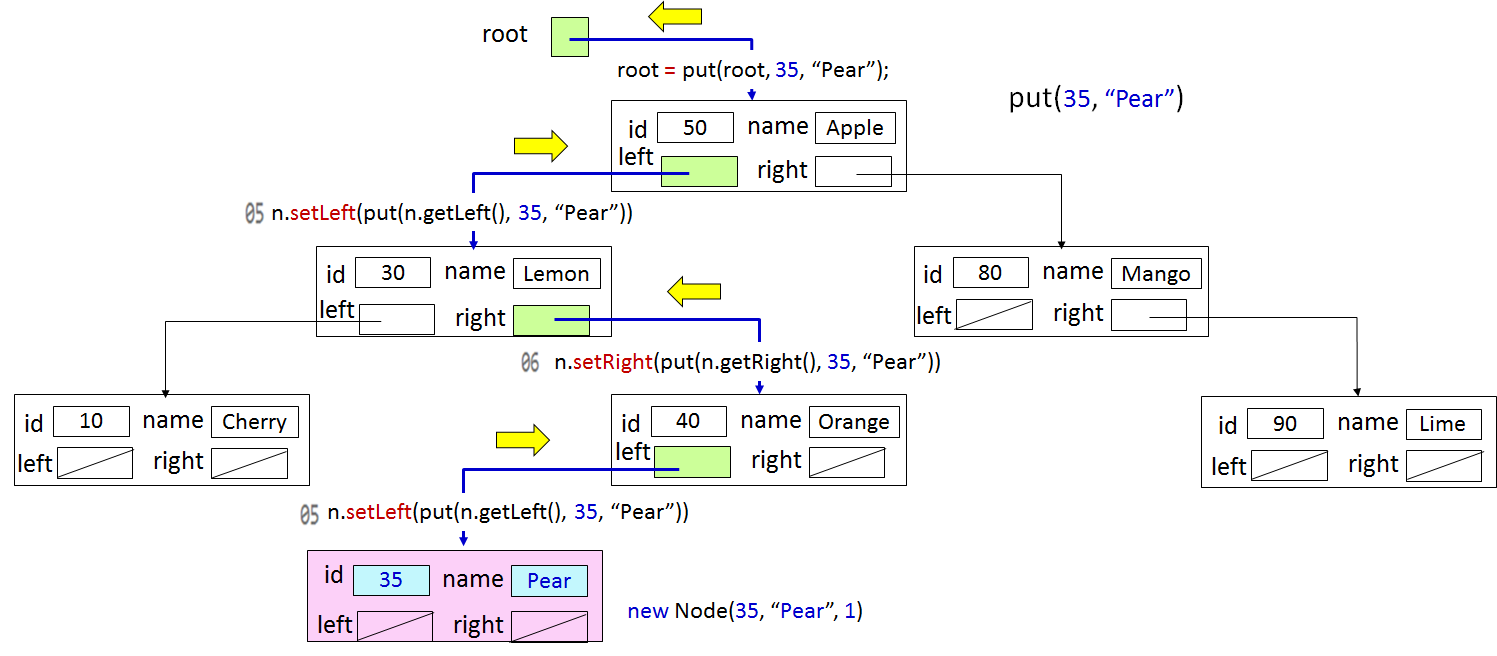 root
root = put(root, 35, “Pear”);
put(35, “Pear”)
id 50 name Apple
left right
05 n.setLeft(put(n.getLeft(), 35, “Pear”))
id 30 name Lemon
left right
id 80 name Mango
left right
06 n.setRight(put(n.getRight(), 35, “Pear”))
id 10 name Cherry
left right
id 40 name Orange
left right
id 90 name Lime
left right
05 n.setLeft(put(n.getLeft(), 35, “Pear”))
id 35 name Pear
left right
new Node(35, “Pear”, 1)